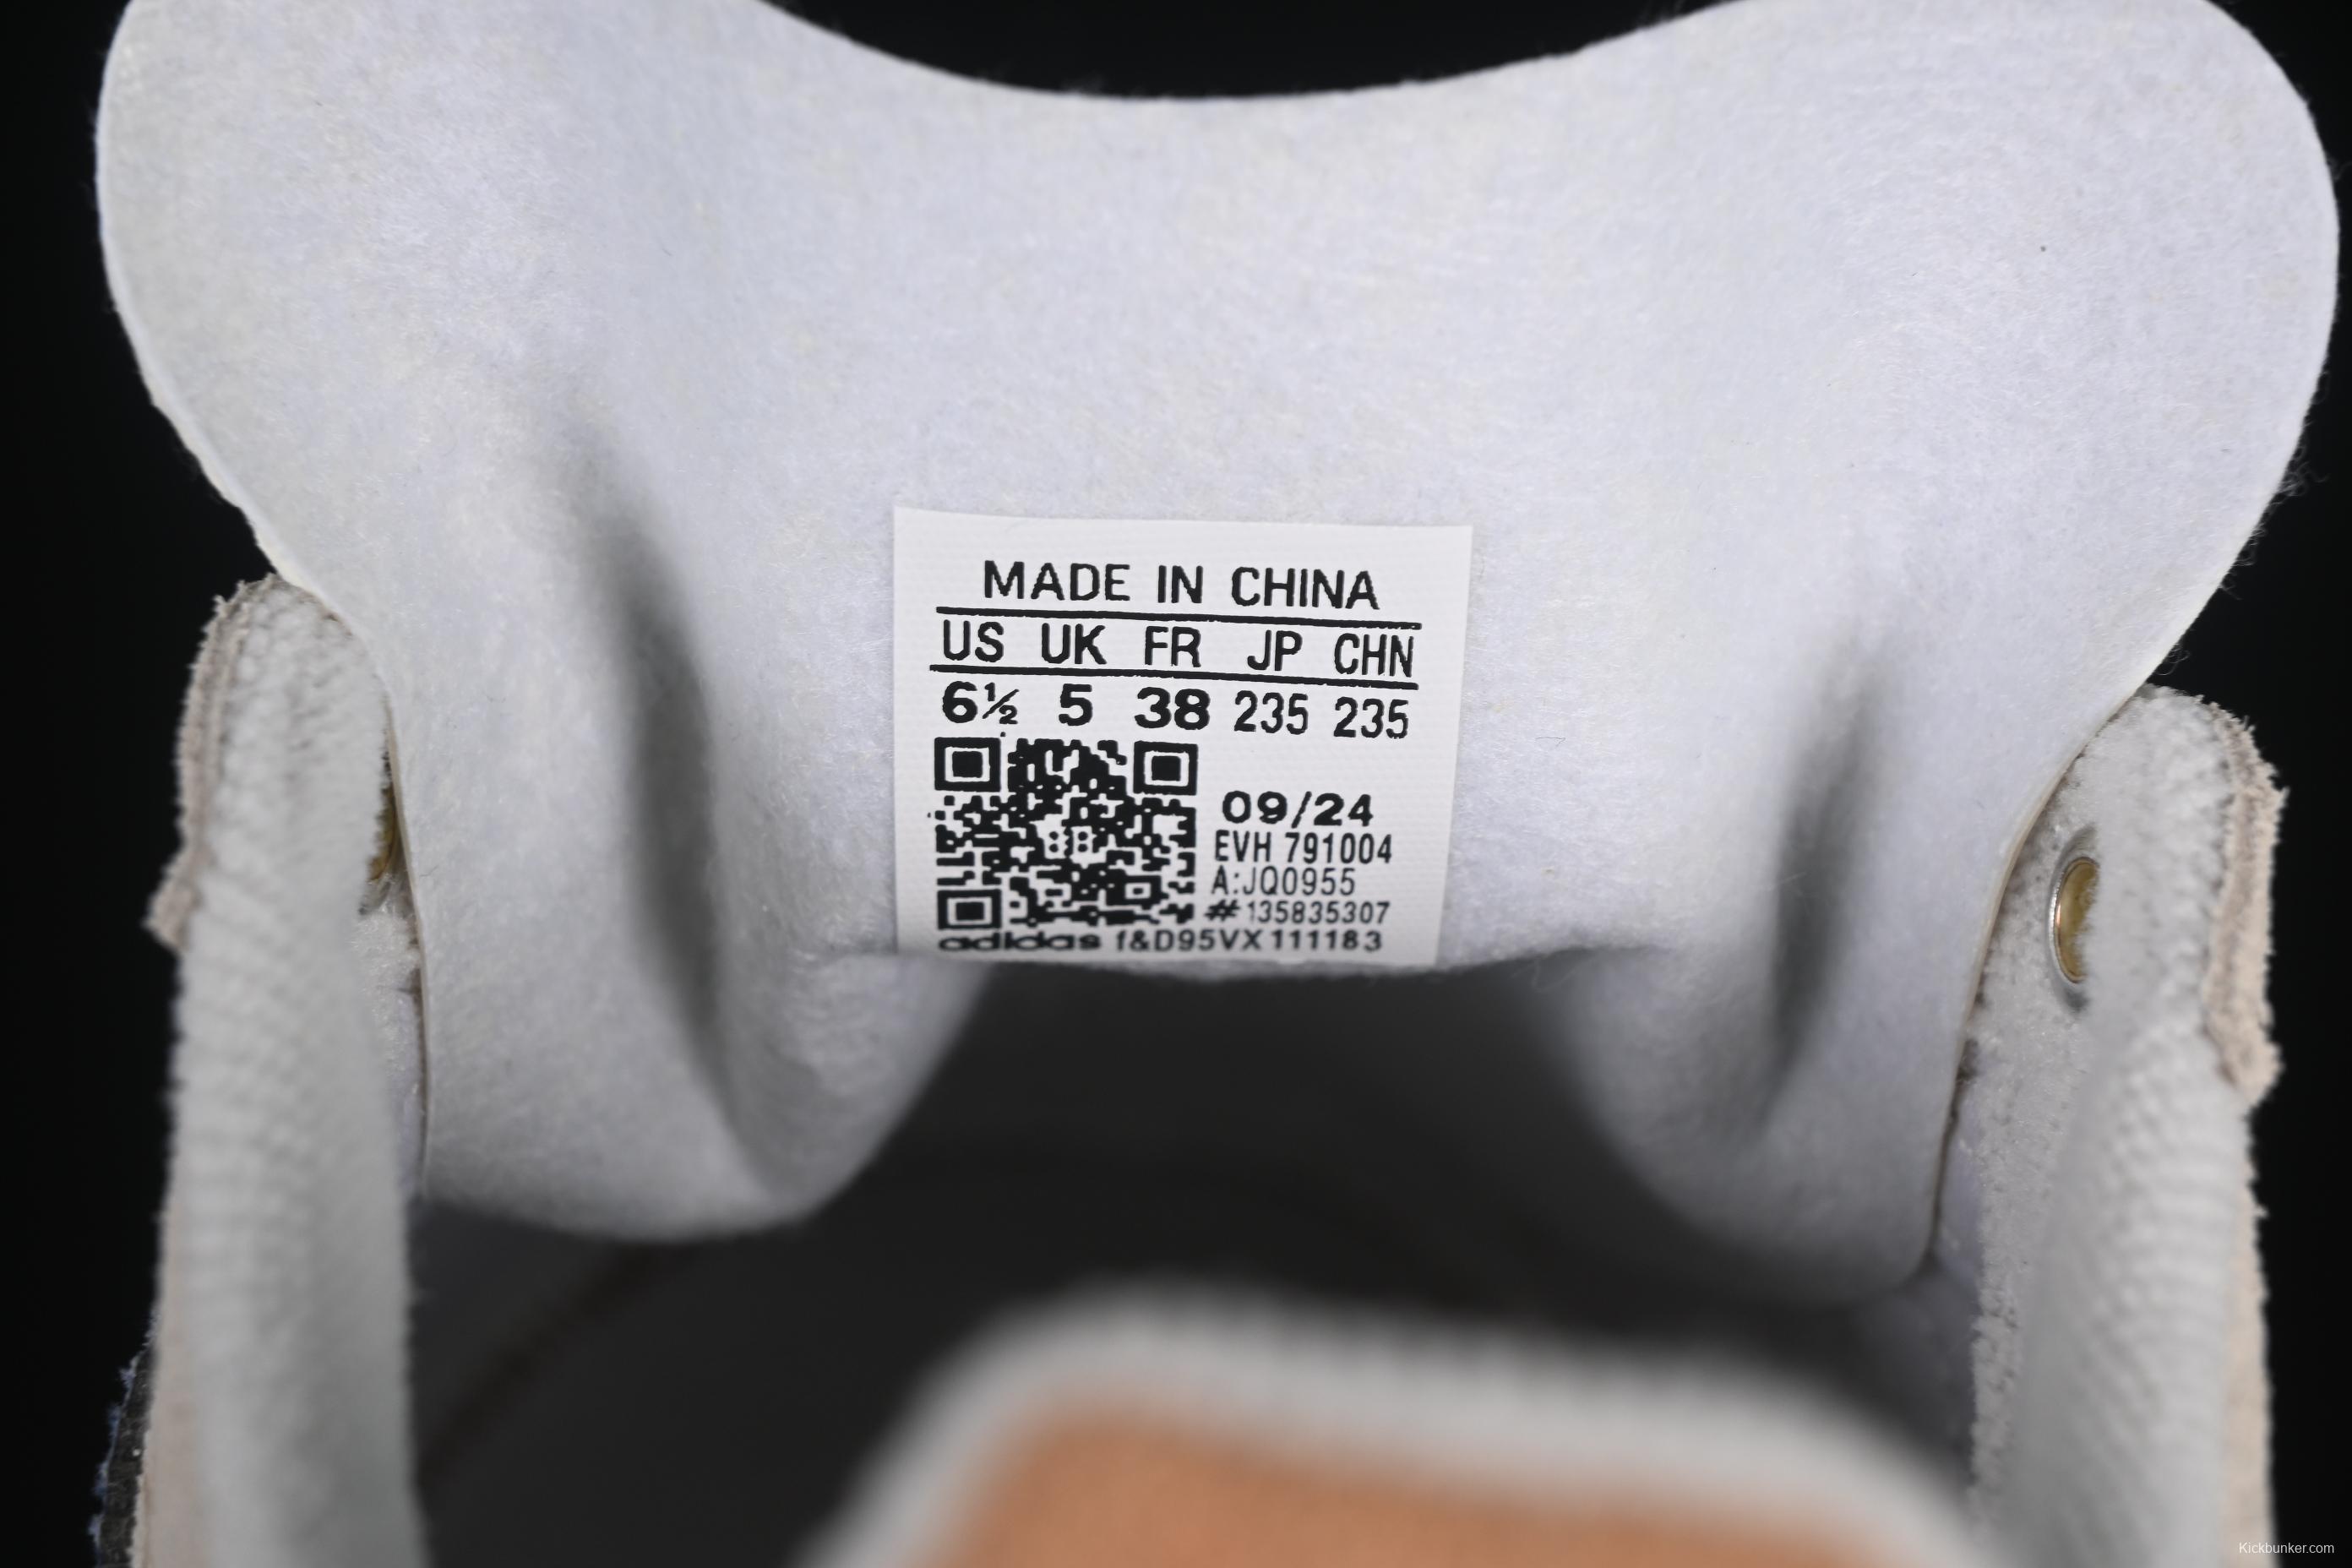 MADE IN CHINA
US UK FR JP CHN
6½ 5 38 235 235
09/24
EVH 791004
A:JQ0955
# 135835307
adidas f&D95VX111183
Kickbunker.com